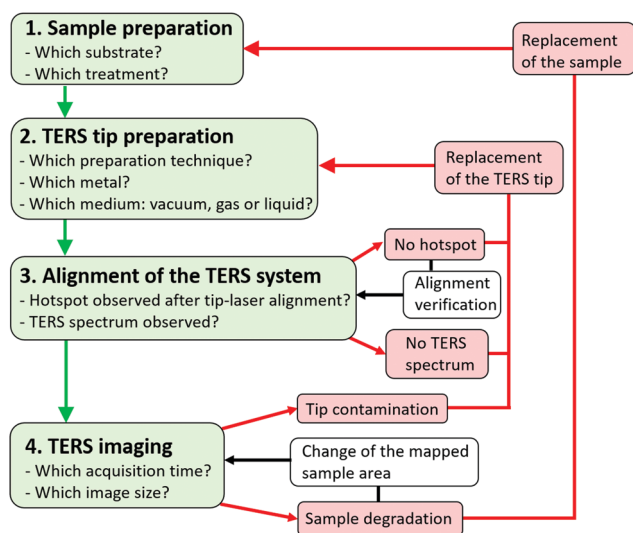 1. Sample preparation
- Which substrate?
- Which treatment?
Replacement
of the sample
2. TERS tip preparation
- Which preparation technique?
- Which metal?
- Which medium: vacuum, gas or liquid?
Replacement
of the TERS tip
No hotspot
3. Alignment of the TERS system
- Hotspot observed after tip-laser alignment?
- TERS spectrum observed?
Alignment
verification
No TERS
spectrum
Tip contamination
4. TERS imaging
- Which acquisition time?
- Which image size?
Change of the mapped
sample area
Sample degradation